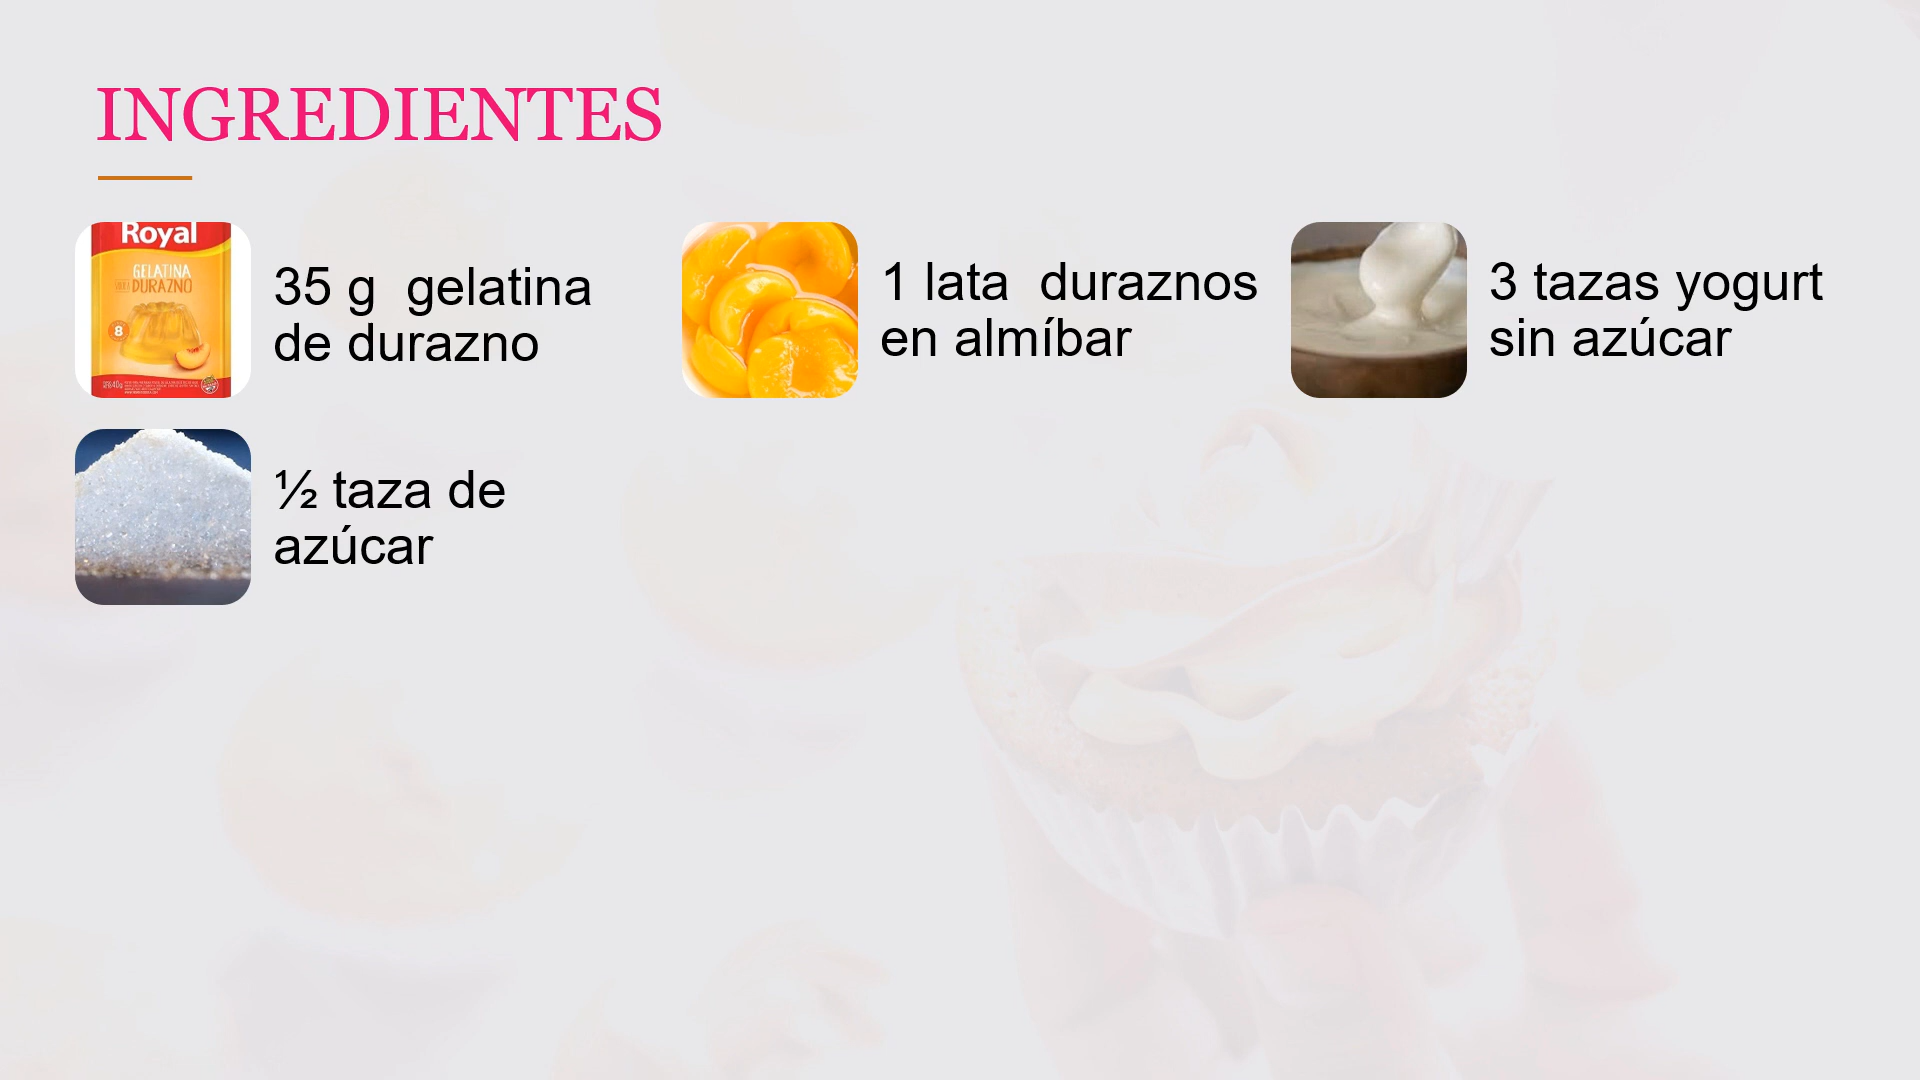 INGREDIENTES
Royal
GELATINA
DURAZNO
8
35 g  gelatina
de durazno
1 lata  duraznos
en almíbar
3 tazas yogurt
sin azúcar
½ taza de
azúcar